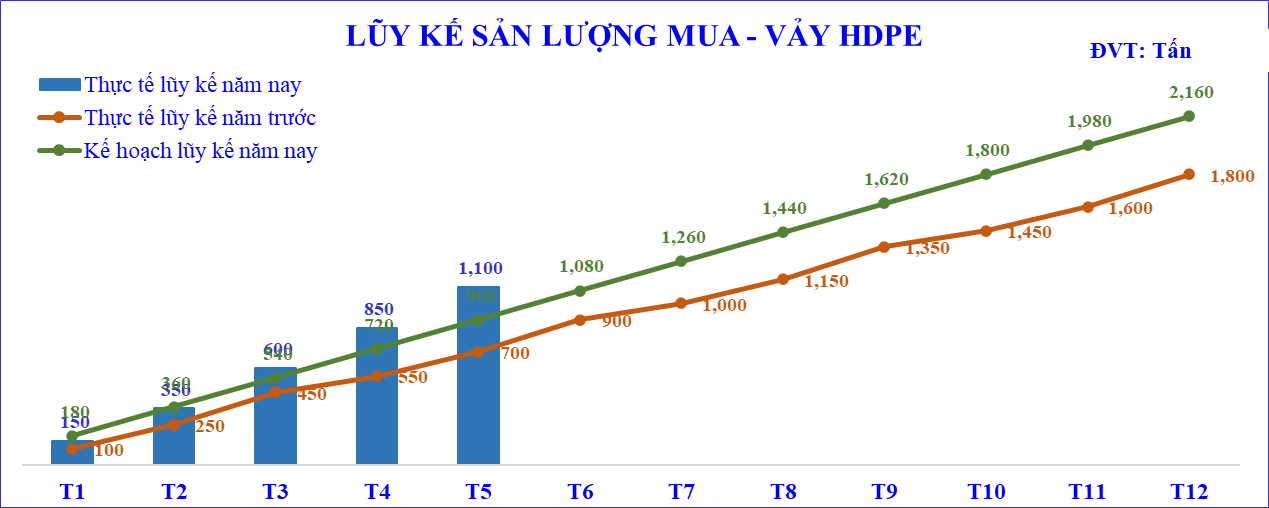 LŨY KẾ SẢN LƯỢNG MUA - VẢY HDPE
ĐVT: Tấn
Thực tế lũy kế năm nay
Thực tế lũy kế năm trước
Kế hoạch lũy kế năm nay
180 360 540 720 900 1,080 1,260 1,440 1,620 1,800 1,980 2,160
150 350 600 850 1,100
100 250 450 550 700 900 1,000 1,150 1,350 1,450 1,600 1,800
T1 T2 T3 T4 T5 T6 T7 T8 T9 T10 T11 T12